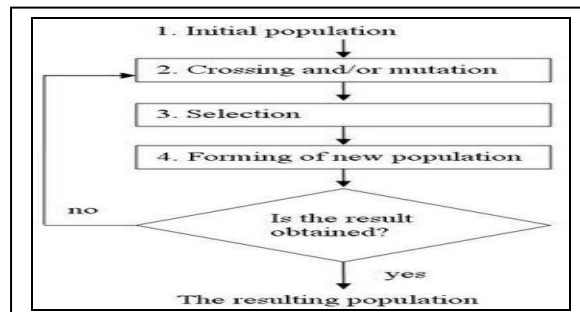 1. Initial population
2. Crossing and/or mutation
3. Selection
4. Forming of new population
Is the result
obtained?
no
yes
The resulting population